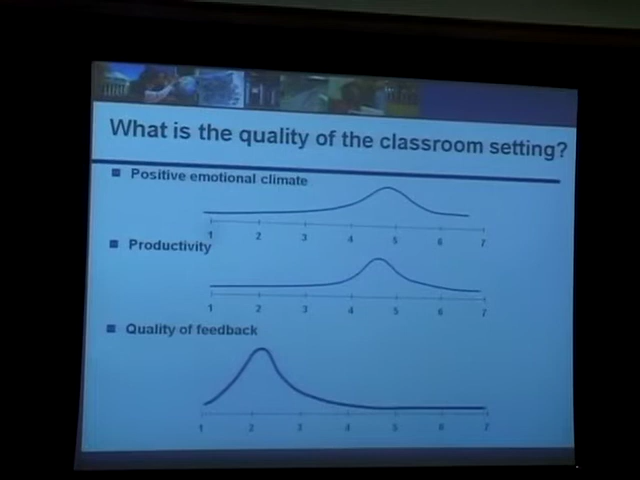 What is the quality of the classroom setting?
Positive emotional climate
1 2 3 4 5 6 7
Productivity
1 2 3 4 5 6 7
Quality of feedback
1 2 3 4 5 6 7